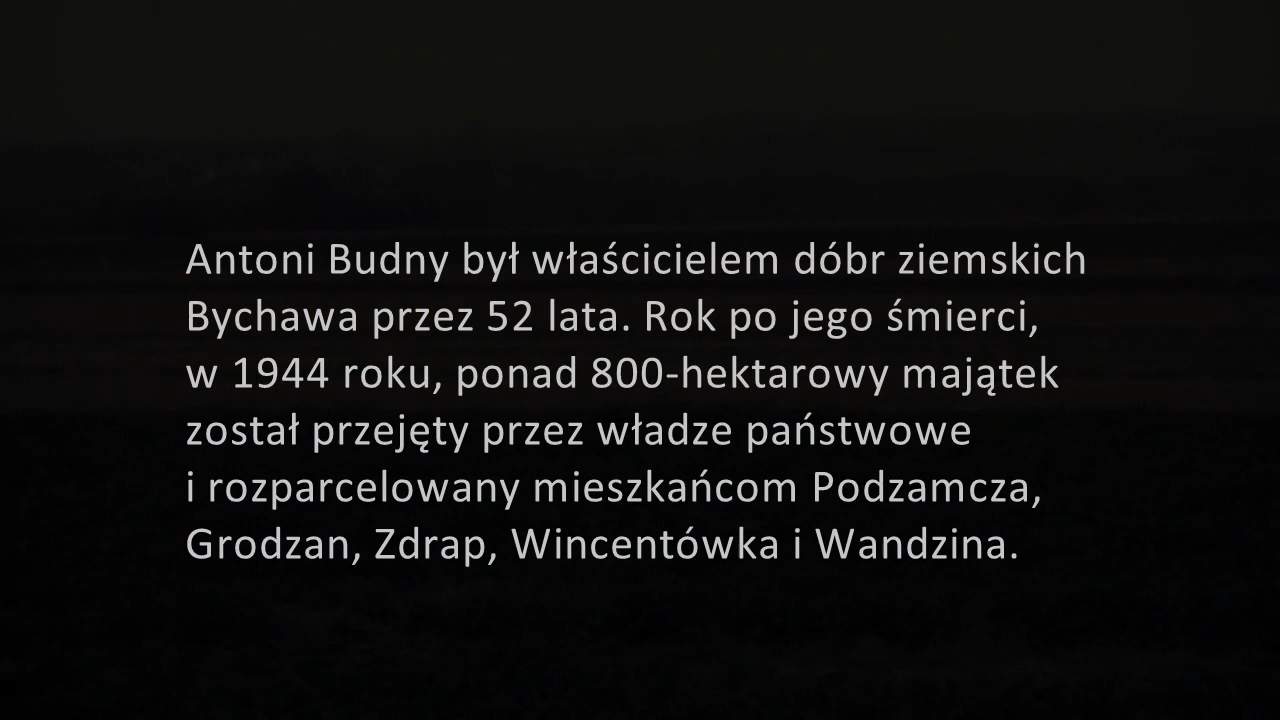 Antoni Budny był właścicielem dóbr ziemskich
Bychawa przez 52 lata. Rok po jego śmierci,
w 1944 roku, ponad 800-hektarowy majątek
został przejęty przez władze państwowe
i rozparcelowany mieszkańcom Podzamcza,
Grodzan, Zdrap, Wincentówka i Wandzina.